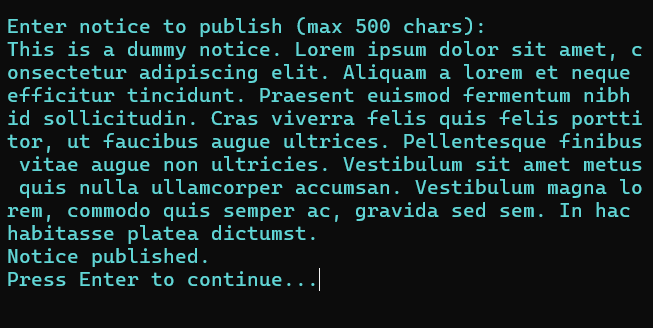 Enter notice to publish (max 500 chars):
This is a dummy notice. Lorem ipsum dolor sit amet, c
onsectetur adipiscing elit. Aliquam a lorem et neque
efficitur tincidunt. Praesent euismod fermentum nibh
id sollicitudin. Cras viverra felis quis felis portti
tor, ut faucibus augue ultrices. Pellentesque finibus
 vitae augue non ultricies. Vestibulum sit amet metus
 quis nulla ullamcorper accumsan. Vestibulum magna lo
rem, commodo quis semper ac, gravida sed sem. In hac
habitasse platea dictumst.
Notice published.
Press Enter to continue...